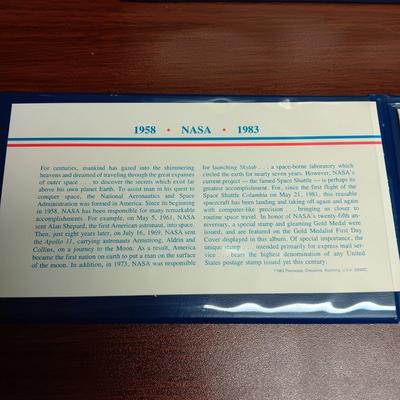 1958 • NASA • 1983
For centuries, mankind has gazed into the shimmering
heavens and dreamed of traveling through the great expanses
of outer space . . . to discover the secrets which exist far
above his own planet Earth. To assist man in his quest to
conquer space, the National Aeronautics and Space
Administration was formed in America. Since its beginning
in 1958, NASA has been responsible for many remarkable
accomplishments. For example, on May 5, 1961, NASA
sent Alan Shepard, the first American astronaut, into space.
Then, just eight years later, on July 16, 1969, NASA sent
the Apollo 11, carrying astronauts Armstrong, Aldrin and
Collins, on a journey to the Moon. As a result, America
became the first nation on earth to put a man on the surface
of the moon. In addition, in 1973, NASA was responsible
for launching Skylab . . . a space-borne laboratory which
circled the earth for nearly seven years. However, NASA's
current project — the famed Space Shuttle — is perhaps its
greatest accomplishment. For, since the first flight of the
Space Shuttle Columbia on May 21, 1981, this reusable
spacecraft has been landing and taking off again and again
with computer-like precision . . . bringing us closer to
routine space travel. In honor of NASA's twenty-fifth an-
niversary, a special stamp and gleaming Gold Medal were
issued, and are featured on the Gold Medalist First Day
Cover displayed in this album. Of special importance, the
unique stamp . . . intended primarily for express mail ser-
vice . . . bears the highest denomination of any United
States postage stamp issued yet this century.
Cheyenne, Wyoming, U.S.A.